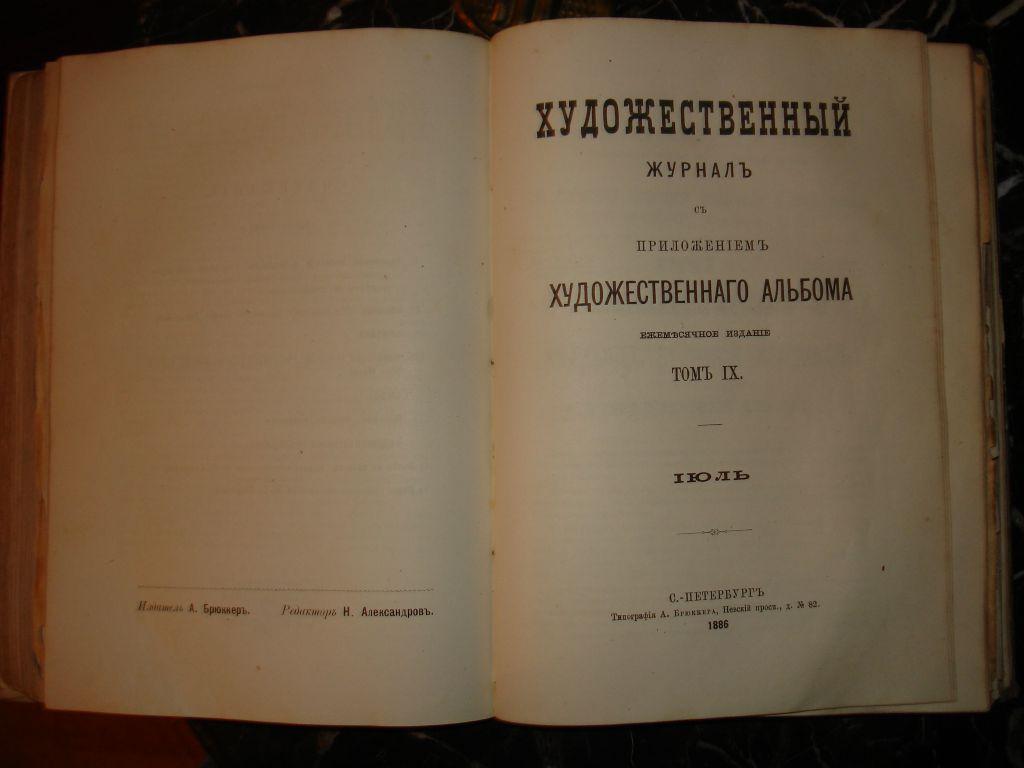 Издатель А. Брюккеръ. Редакторъ Н. Александровъ.
ХУДОЖЕСТВЕННЫЙ
ЖУРНАЛЪ
СЪ
ПРИЛОЖЕНІЕМЪ
ХУДОЖЕСТВЕННАГО АЛЬБОМА
ЕЖЕМѢСЯЧНОЕ ИЗДАНІЕ
ТОМЪ IX.
ІЮЛЬ
С.-ПЕТЕРБУРГЪ
Типографія А. Брюккера, Невскій просп., д. № 82.
1886